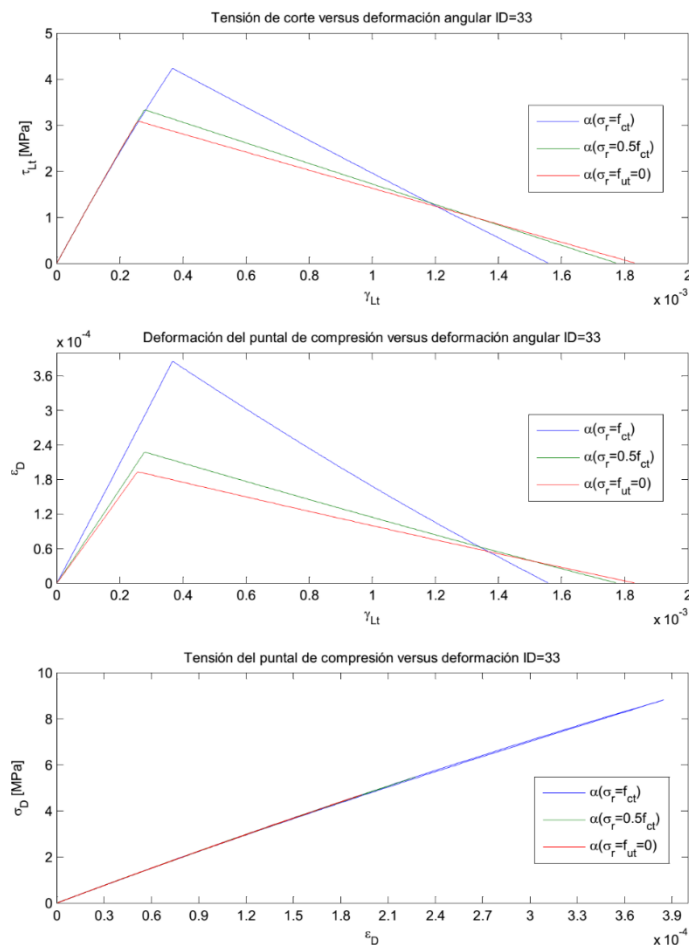 Tensión de corte versus deformación angular ID=33
5
4
3
2
1
0
τLt [MPa]
α(σr=fct)
α(σr=0.5fct)
α(σr=fut=0)
0 0.2 0.4 0.6 0.8 1 1.2 1.4 1.6 1.8 2
γLt
x 10⁻³
Deformación del puntal de compresión versus deformación angular ID=33
x 10⁻⁴
3.6
3
2.4
1.8
1.2
0.6
0
εD
α(σr=fct)
α(σr=0.5fct)
α(σr=fut=0)
0 0.2 0.4 0.6 0.8 1 1.2 1.4 1.6 1.8 2
γLt
x 10⁻³
Tensión del puntal de compresión versus deformación ID=33
10
8
6
4
2
0
σD [MPa]
α(σr=fct)
α(σr=0.5fct)
α(σr=fut=0)
0 0.3 0.6 0.9 1.2 1.5 1.8 2.1 2.4 2.7 3 3.3 3.6 3.9 4
εD
x 10⁻⁴